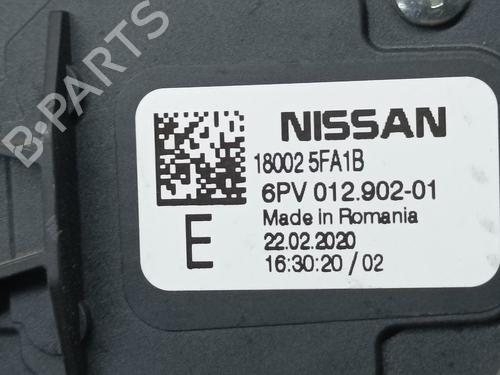 B-PARTS
NISSAN
18002 5FA1B
6PV 012.902-01
Made in Romania
E
22.02.2020
16:30:20 / 02